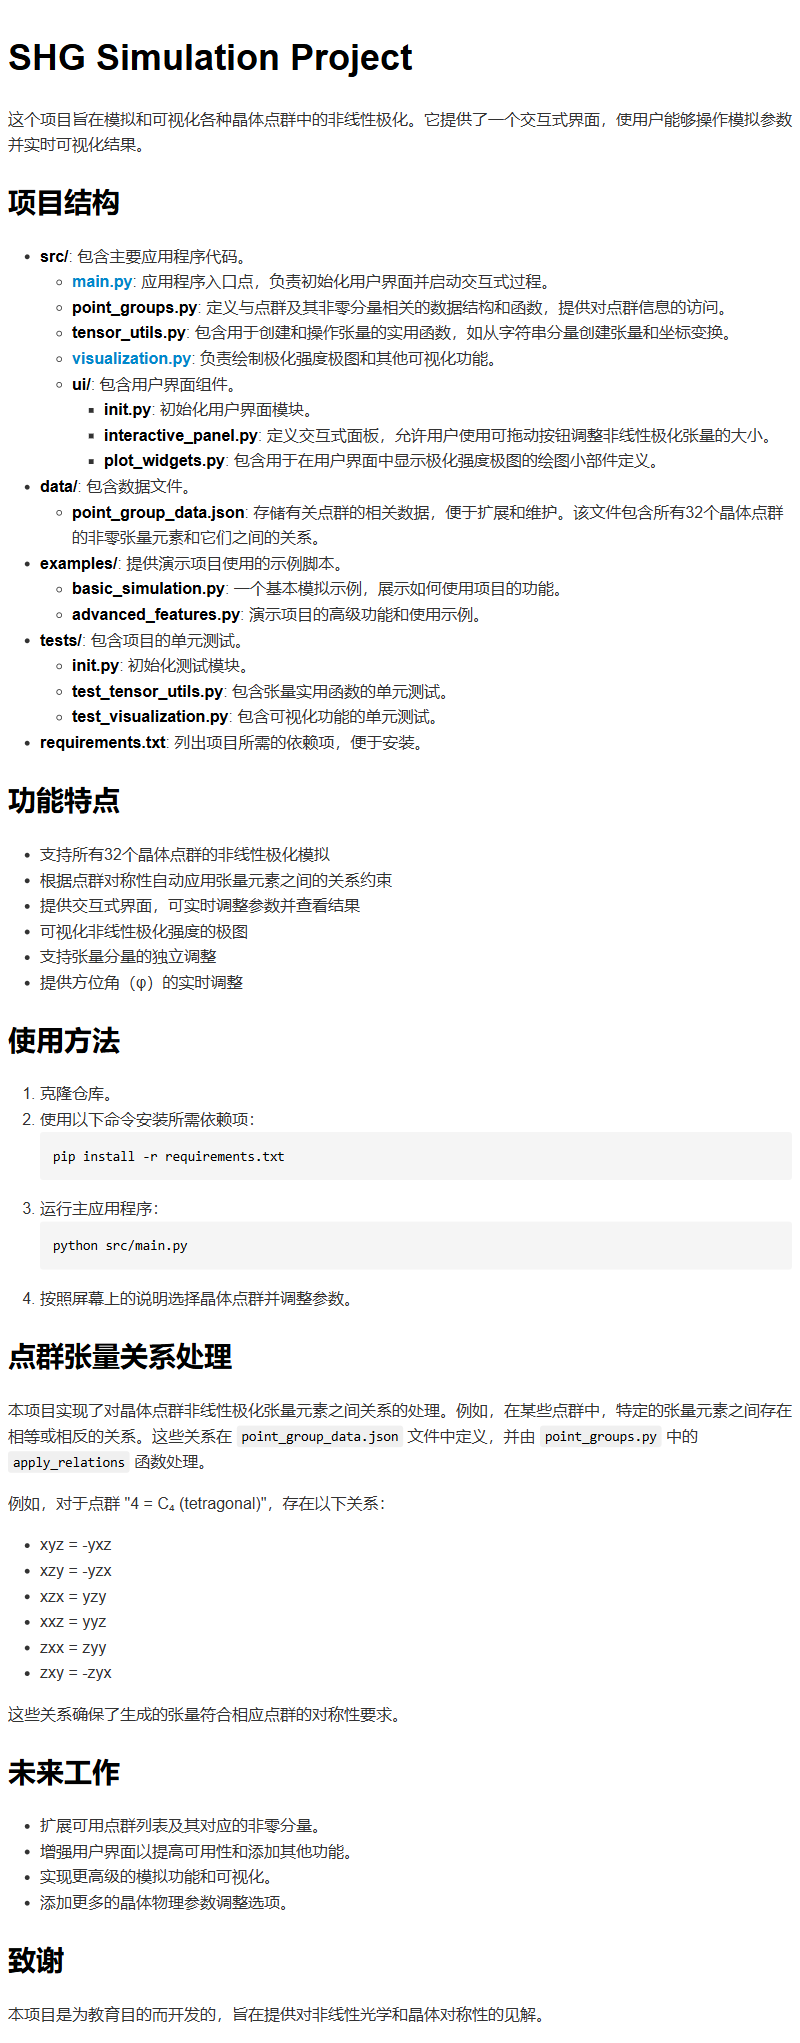 SHG Simulation Project
这个项目旨在模拟和可视化各种晶体点群中的非线性极化。它提供了一个交互式界面，使用户能够操作模拟参数
并实时可视化结果。
项目结构
src/: 包含主要应用程序代码。
main.py: 应用程序入口点，负责初始化用户界面并启动交互式过程。
point_groups.py: 定义与点群及其非零分量相关的数据结构和函数，提供对点群信息的访问。
tensor_utils.py: 包含用于创建和操作张量的实用函数，如从字符串分量创建张量和坐标变换。
visualization.py: 负责绘制极化强度极图和其他可视化功能。
ui/: 包含用户界面组件。
init.py: 初始化用户界面模块。
interactive_panel.py: 定义交互式面板，允许用户使用可拖动按钮调整非线性极化张量的大小。
plot_widgets.py: 包含用于在用户界面中显示极化强度极图的绘图小部件定义。
data/: 包含数据文件。
point_group_data.json: 存储有关点群的相关数据，便于扩展和维护。该文件包含所有32个晶体点群
的非零张量元素和它们之间的关系。
examples/: 提供演示项目使用的示例脚本。
basic_simulation.py: 一个基本模拟示例，展示如何使用项目的功能。
advanced_features.py: 演示项目的高级功能和使用示例。
tests/: 包含项目的单元测试。
init.py: 初始化测试模块。
test_tensor_utils.py: 包含张量实用函数的单元测试。
test_visualization.py: 包含可视化功能的单元测试。
requirements.txt: 列出项目所需的依赖项，便于安装。
功能特点
支持所有32个晶体点群的非线性极化模拟
根据点群对称性自动应用张量元素之间的关系约束
提供交互式界面，可实时调整参数并查看结果
可视化非线性极化强度的极图
支持张量分量的独立调整
提供方位角（φ）的实时调整
使用方法
1. 克隆仓库。
2. 使用以下命令安装所需依赖项：
pip install -r requirements.txt
3. 运行主应用程序：
python src/main.py
4. 按照屏幕上的说明选择晶体点群并调整参数。
点群张量关系处理
本项目实现了对晶体点群非线性极化张量元素之间关系的处理。例如，在某些点群中，特定的张量元素之间存在
相等或相反的关系。这些关系在 point_group_data.json 文件中定义，并由 point_groups.py 中的
apply_relations 函数处理。
例如，对于点群 "4 = C₄ (tetragonal)"，存在以下关系：
xyz = -yxz
xzy = -yzx
xzx = yzy
xxz = yyz
zxx = zyy
zxy = -zyx
这些关系确保了生成的张量符合相应点群的对称性要求。
未来工作
扩展可用点群列表及其对应的非零分量。
增强用户界面以提高可用性和添加其他功能。
实现更高级的模拟功能和可视化。
添加更多的晶体物理参数调整选项。
致谢
本项目是为教育目的而开发的，旨在提供对非线性光学和晶体对称性的见解。